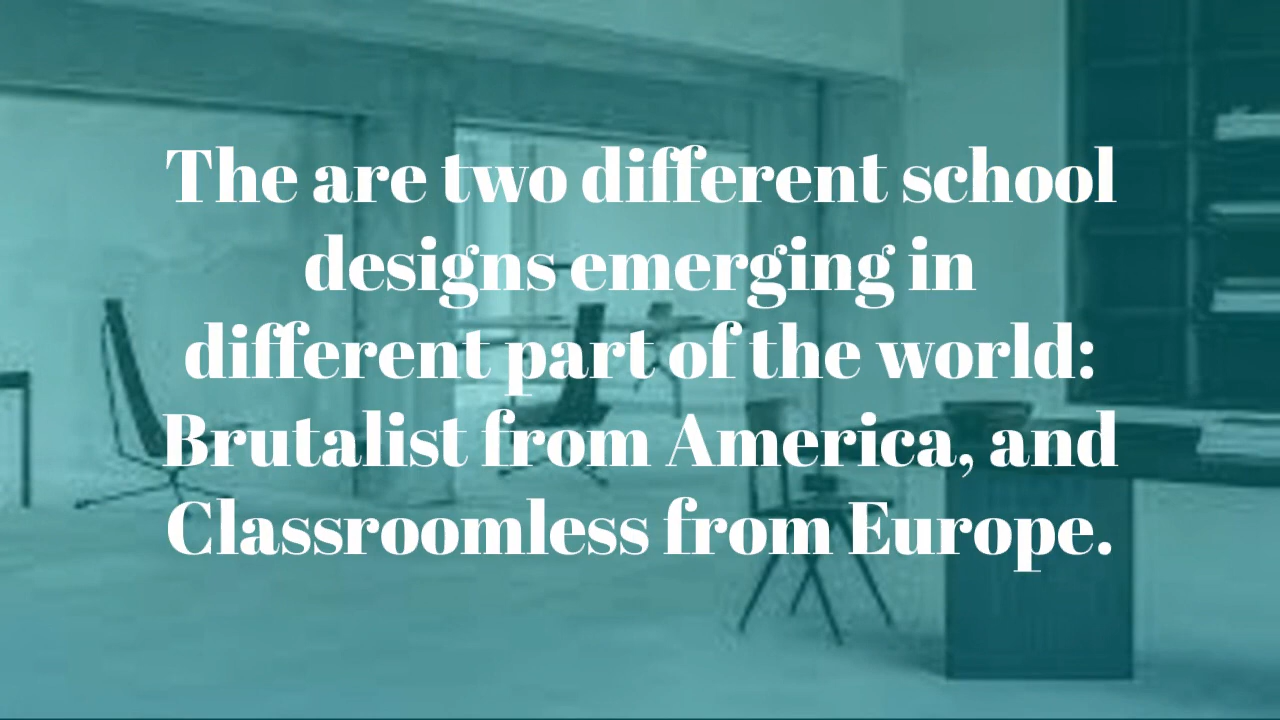 The are two different school
designs emerging in
different part of the world:
Brutalist from America, and
Classroomless from Europe.